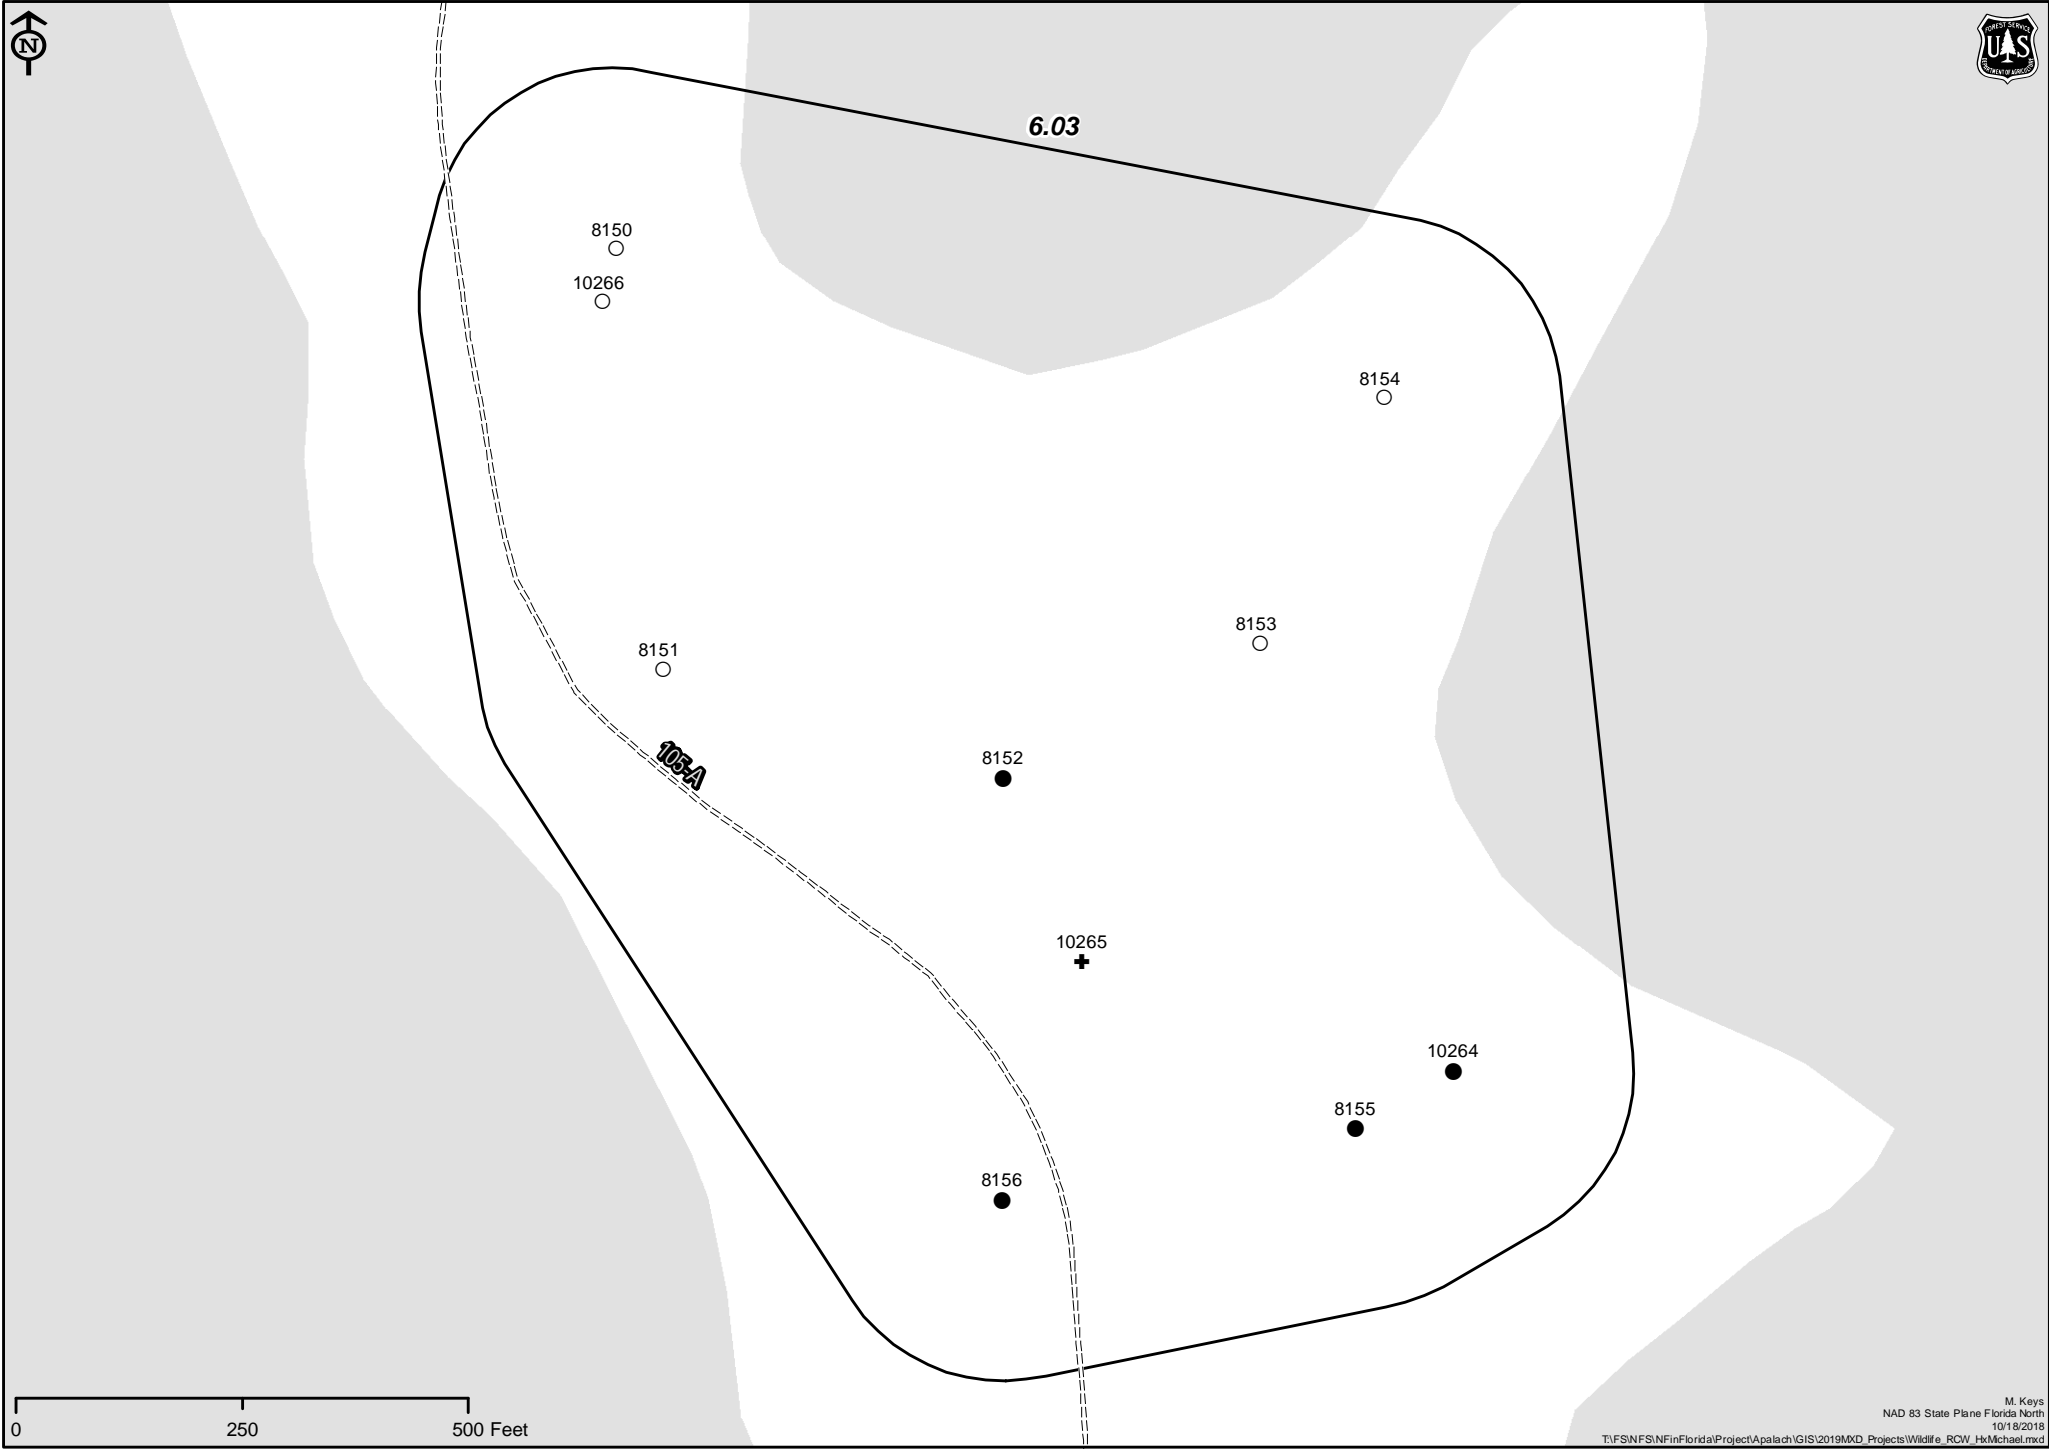 N
FOREST SERVICE
U S
DEPARTMENT OF AGRICULTURE
6.03
8150
10266
8154
8153
8151
105-A
8152
10265
10264
8155
8156
0 250 500 Feet
M. Keys
NAD 83 State Plane Florida North
10/18/2018
T:\FS\NFS\NFinFlorida\Project\Apalach\GIS\2019MXD_Projects\Wildlife_RCW_HxMichael.mxd